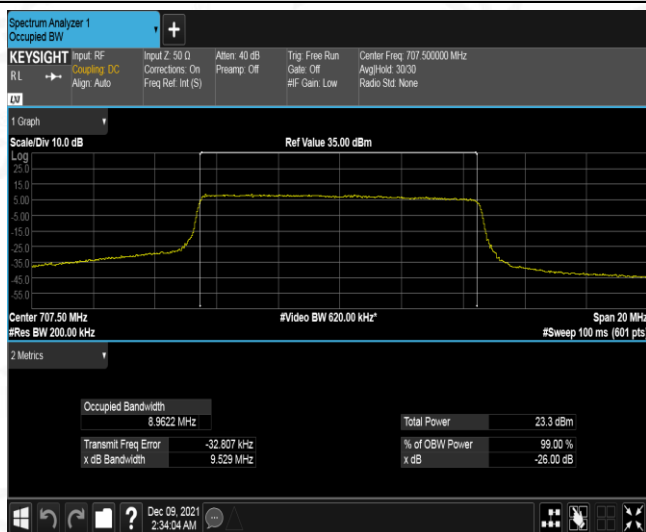 Spectrum Analyzer 1
Occupied BW
+
KEYSIGHT
RL
LXI
Input: RF
Coupling: DC
Align: Auto
Input Z: 50 Ω
Corrections: On
Freq Ref: Int (S)
Atten: 40 dB
Preamp: Off
Trig: Free Run
Gate: Off
#IF Gain: Low
Center Freq: 707.500000 MHz
Avg|Hold: 30/30
Radio Std: None
1 Graph
Scale/Div 10.0 dB
Ref Value 35.00 dBm
Log
25.0
15.0
5.00
-5.00
-15.0
-25.0
-35.0
-45.0
-55.0
Center 707.50 MHz
#Video BW 620.00 kHz*
Span 20 MHz
#Res BW 200.00 kHz
#Sweep 100 ms (601 pts)
2 Metrics
Occupied Bandwidth
8.9622 MHz
Total Power 23.3 dBm
Transmit Freq Error -32.807 kHz
% of OBW Power 99.00 %
x dB Bandwidth 9.529 MHz
x dB -26.00 dB
?
Dec 09, 2021
2:34:04 AM